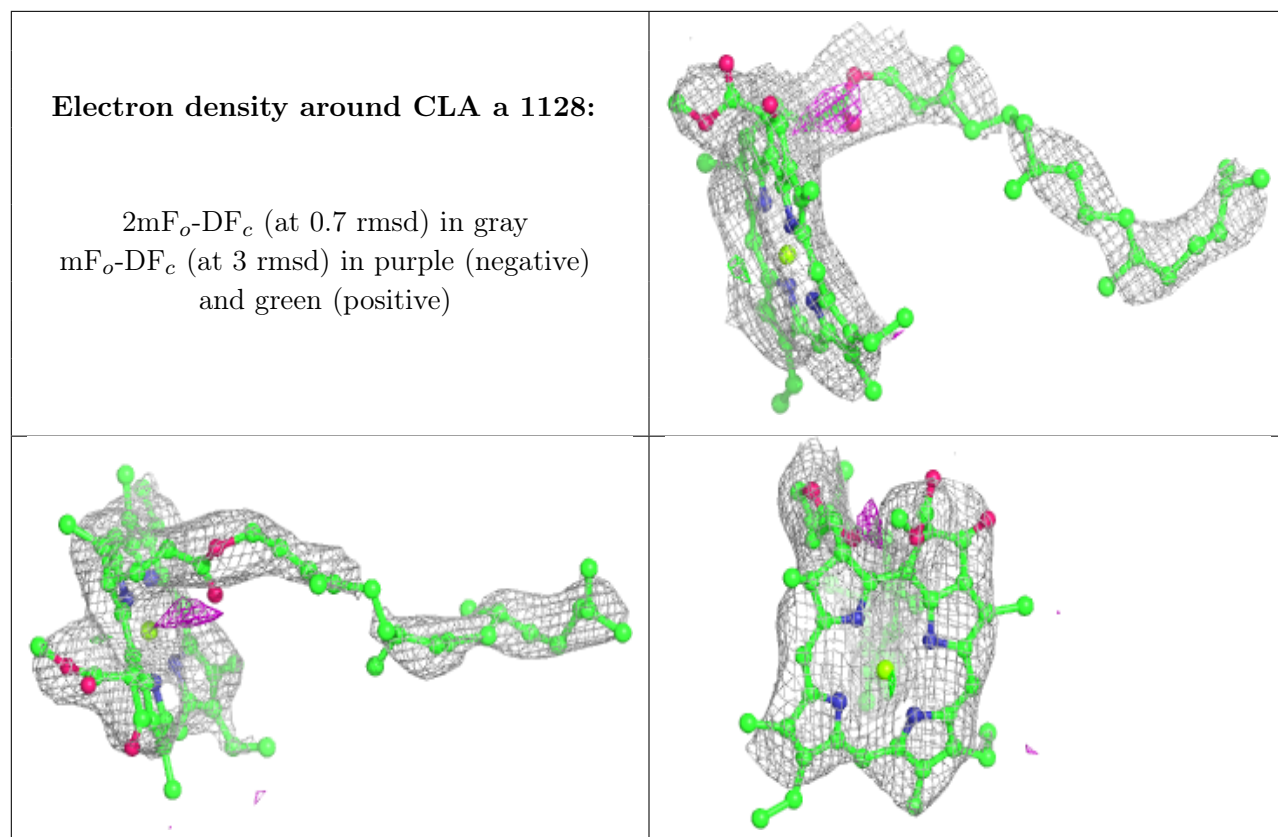 Electron density around CLA a 1128:
2mFo-DFc (at 0.7 rmsd) in gray
mFo-DFc (at 3 rmsd) in purple (negative)
and green (positive)